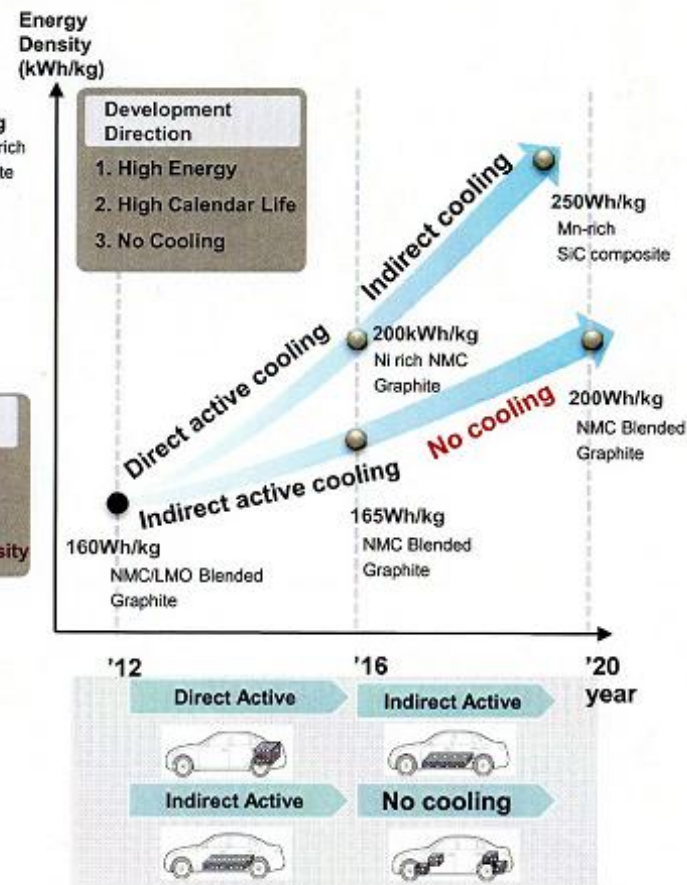 Energy
Density
(kWh/kg)
g
rich
te
Development
Direction
1. High Energy
2. High Calendar Life
3. No Cooling
Indirect cooling
250Wh/kg
Mn-rich
SiC composite
Direct active cooling
200kWh/kg
Ni rich NMC
Graphite
No cooling
200Wh/kg
NMC Blended
Graphite
Indirect active cooling
165Wh/kg
NMC Blended
Graphite
sity
160Wh/kg
NMC/LMO Blended
Graphite
'12
'16
'20
year
Direct Active
Indirect Active
Indirect Active
No cooling